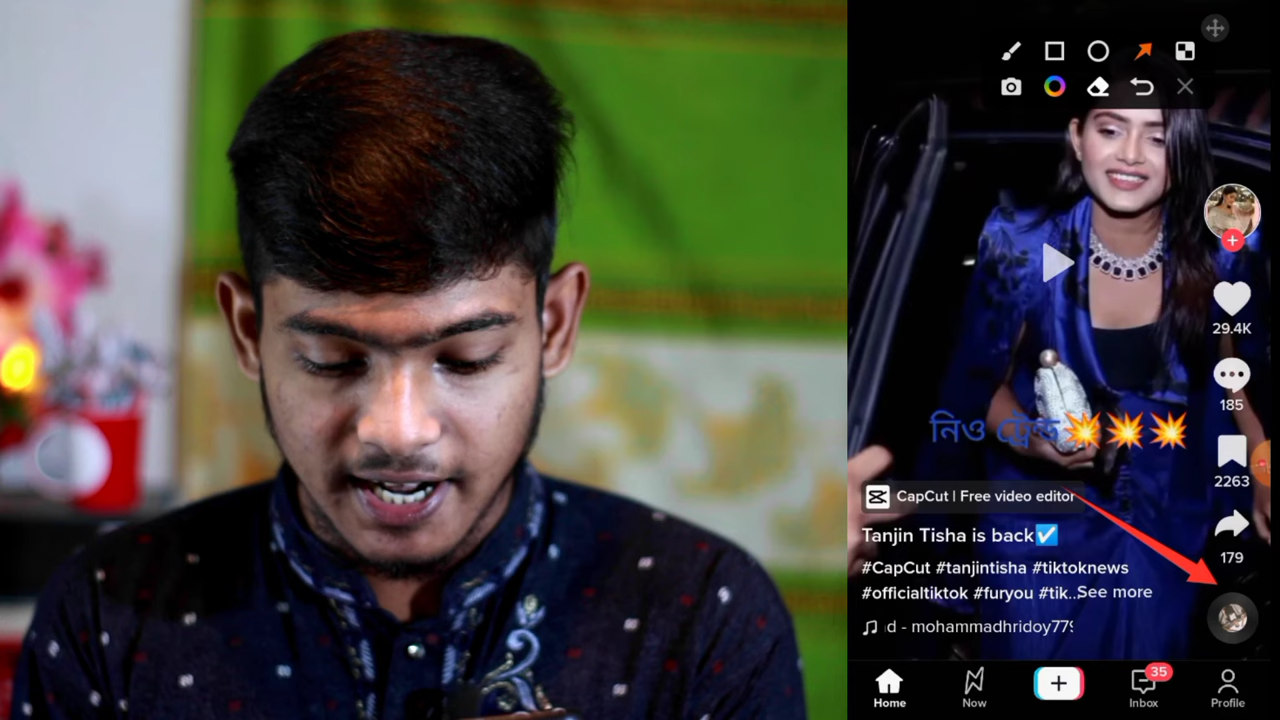 29.4K
185
নিও ট্রেন্ড
2263
CapCut | Free video editor
Tanjin Tisha is back
179
#CapCut #tanjintisha #tiktoknews
#officialtiktok #furyou #tik...See more
d - mohammadhridoy779
35
Home Now Inbox Profile